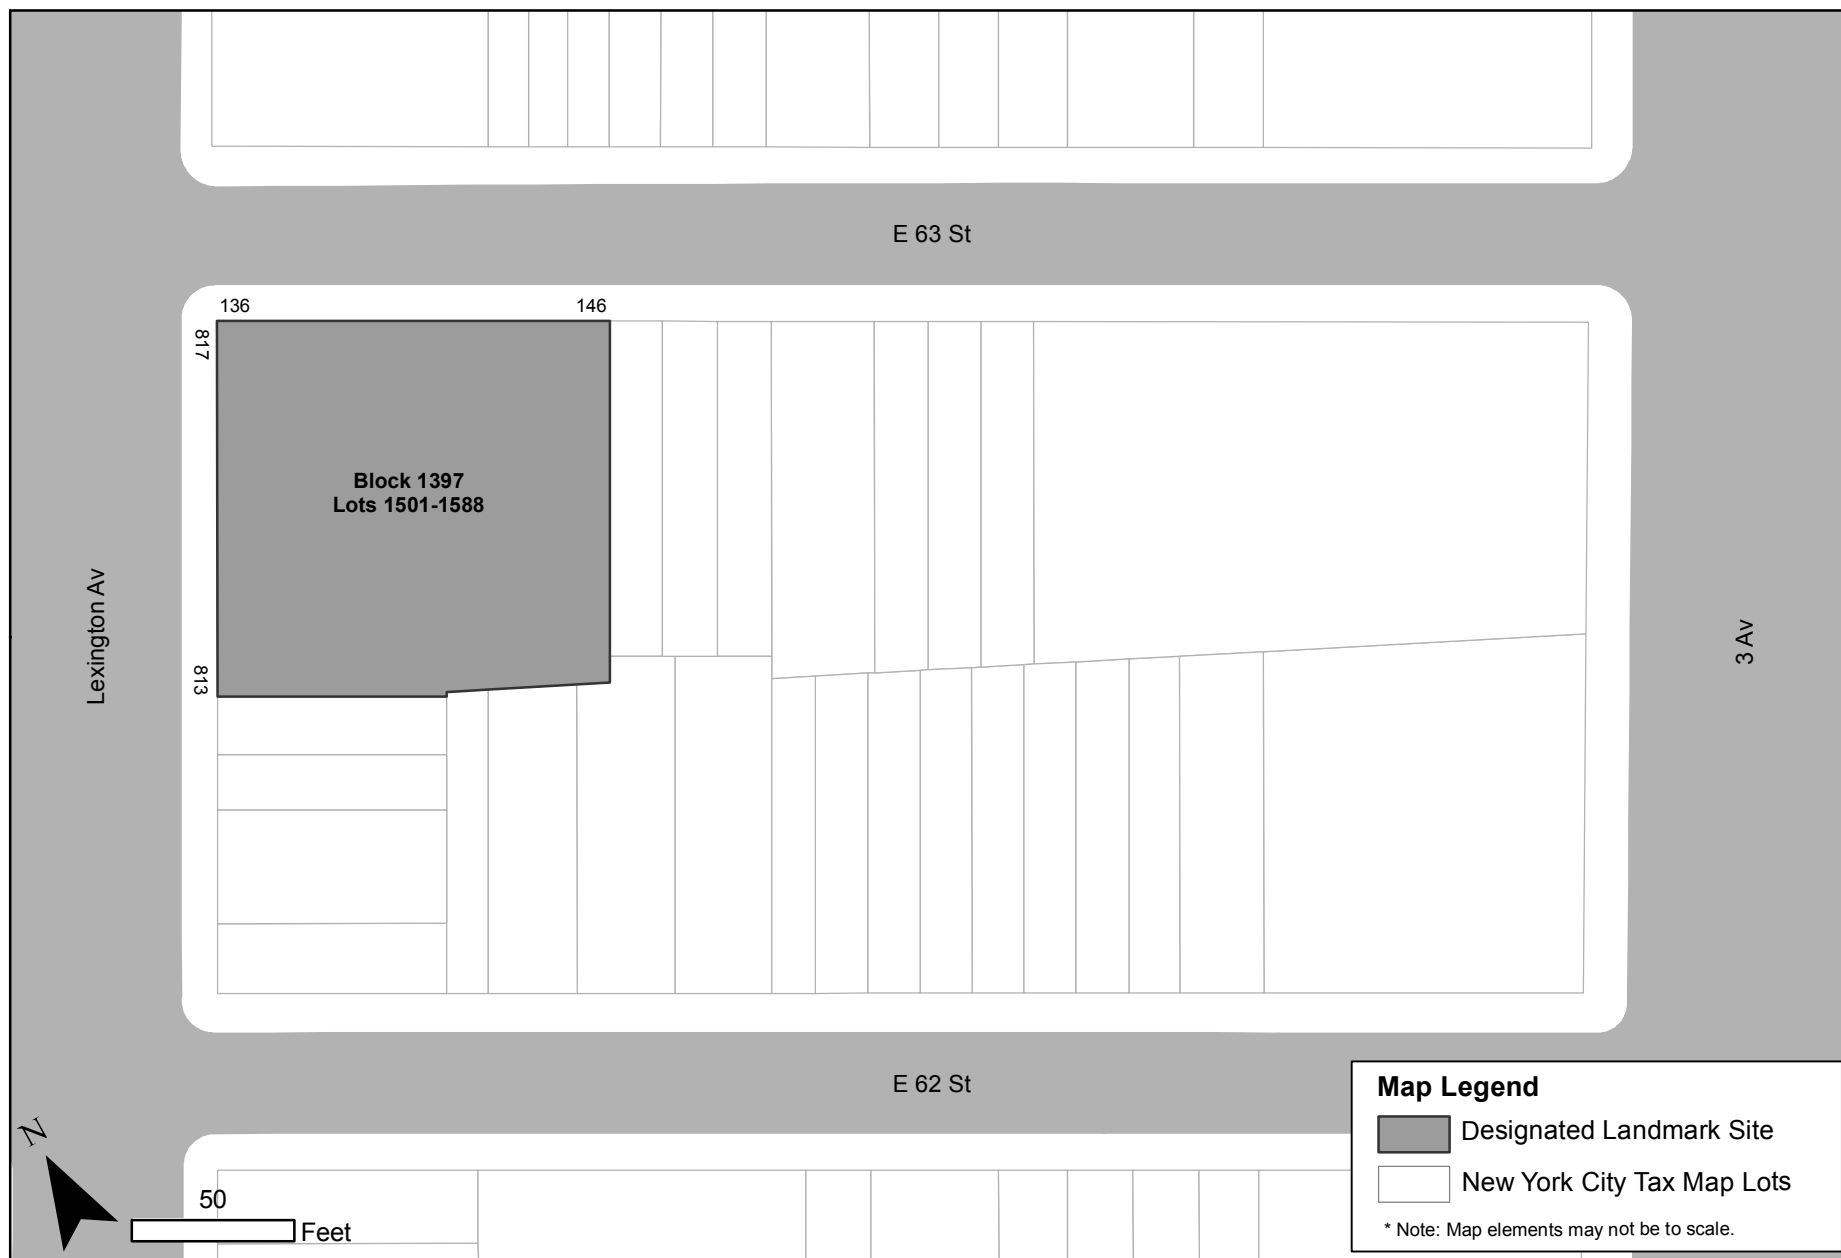 E 63 St
136
146
817
Block 1397
Lots 1501-1588
Lexington Av
3 Av
813
E 62 St
Map Legend
Designated Landmark Site
New York City Tax Map Lots
* Note: Map elements may not be to scale.
N
50
Feet